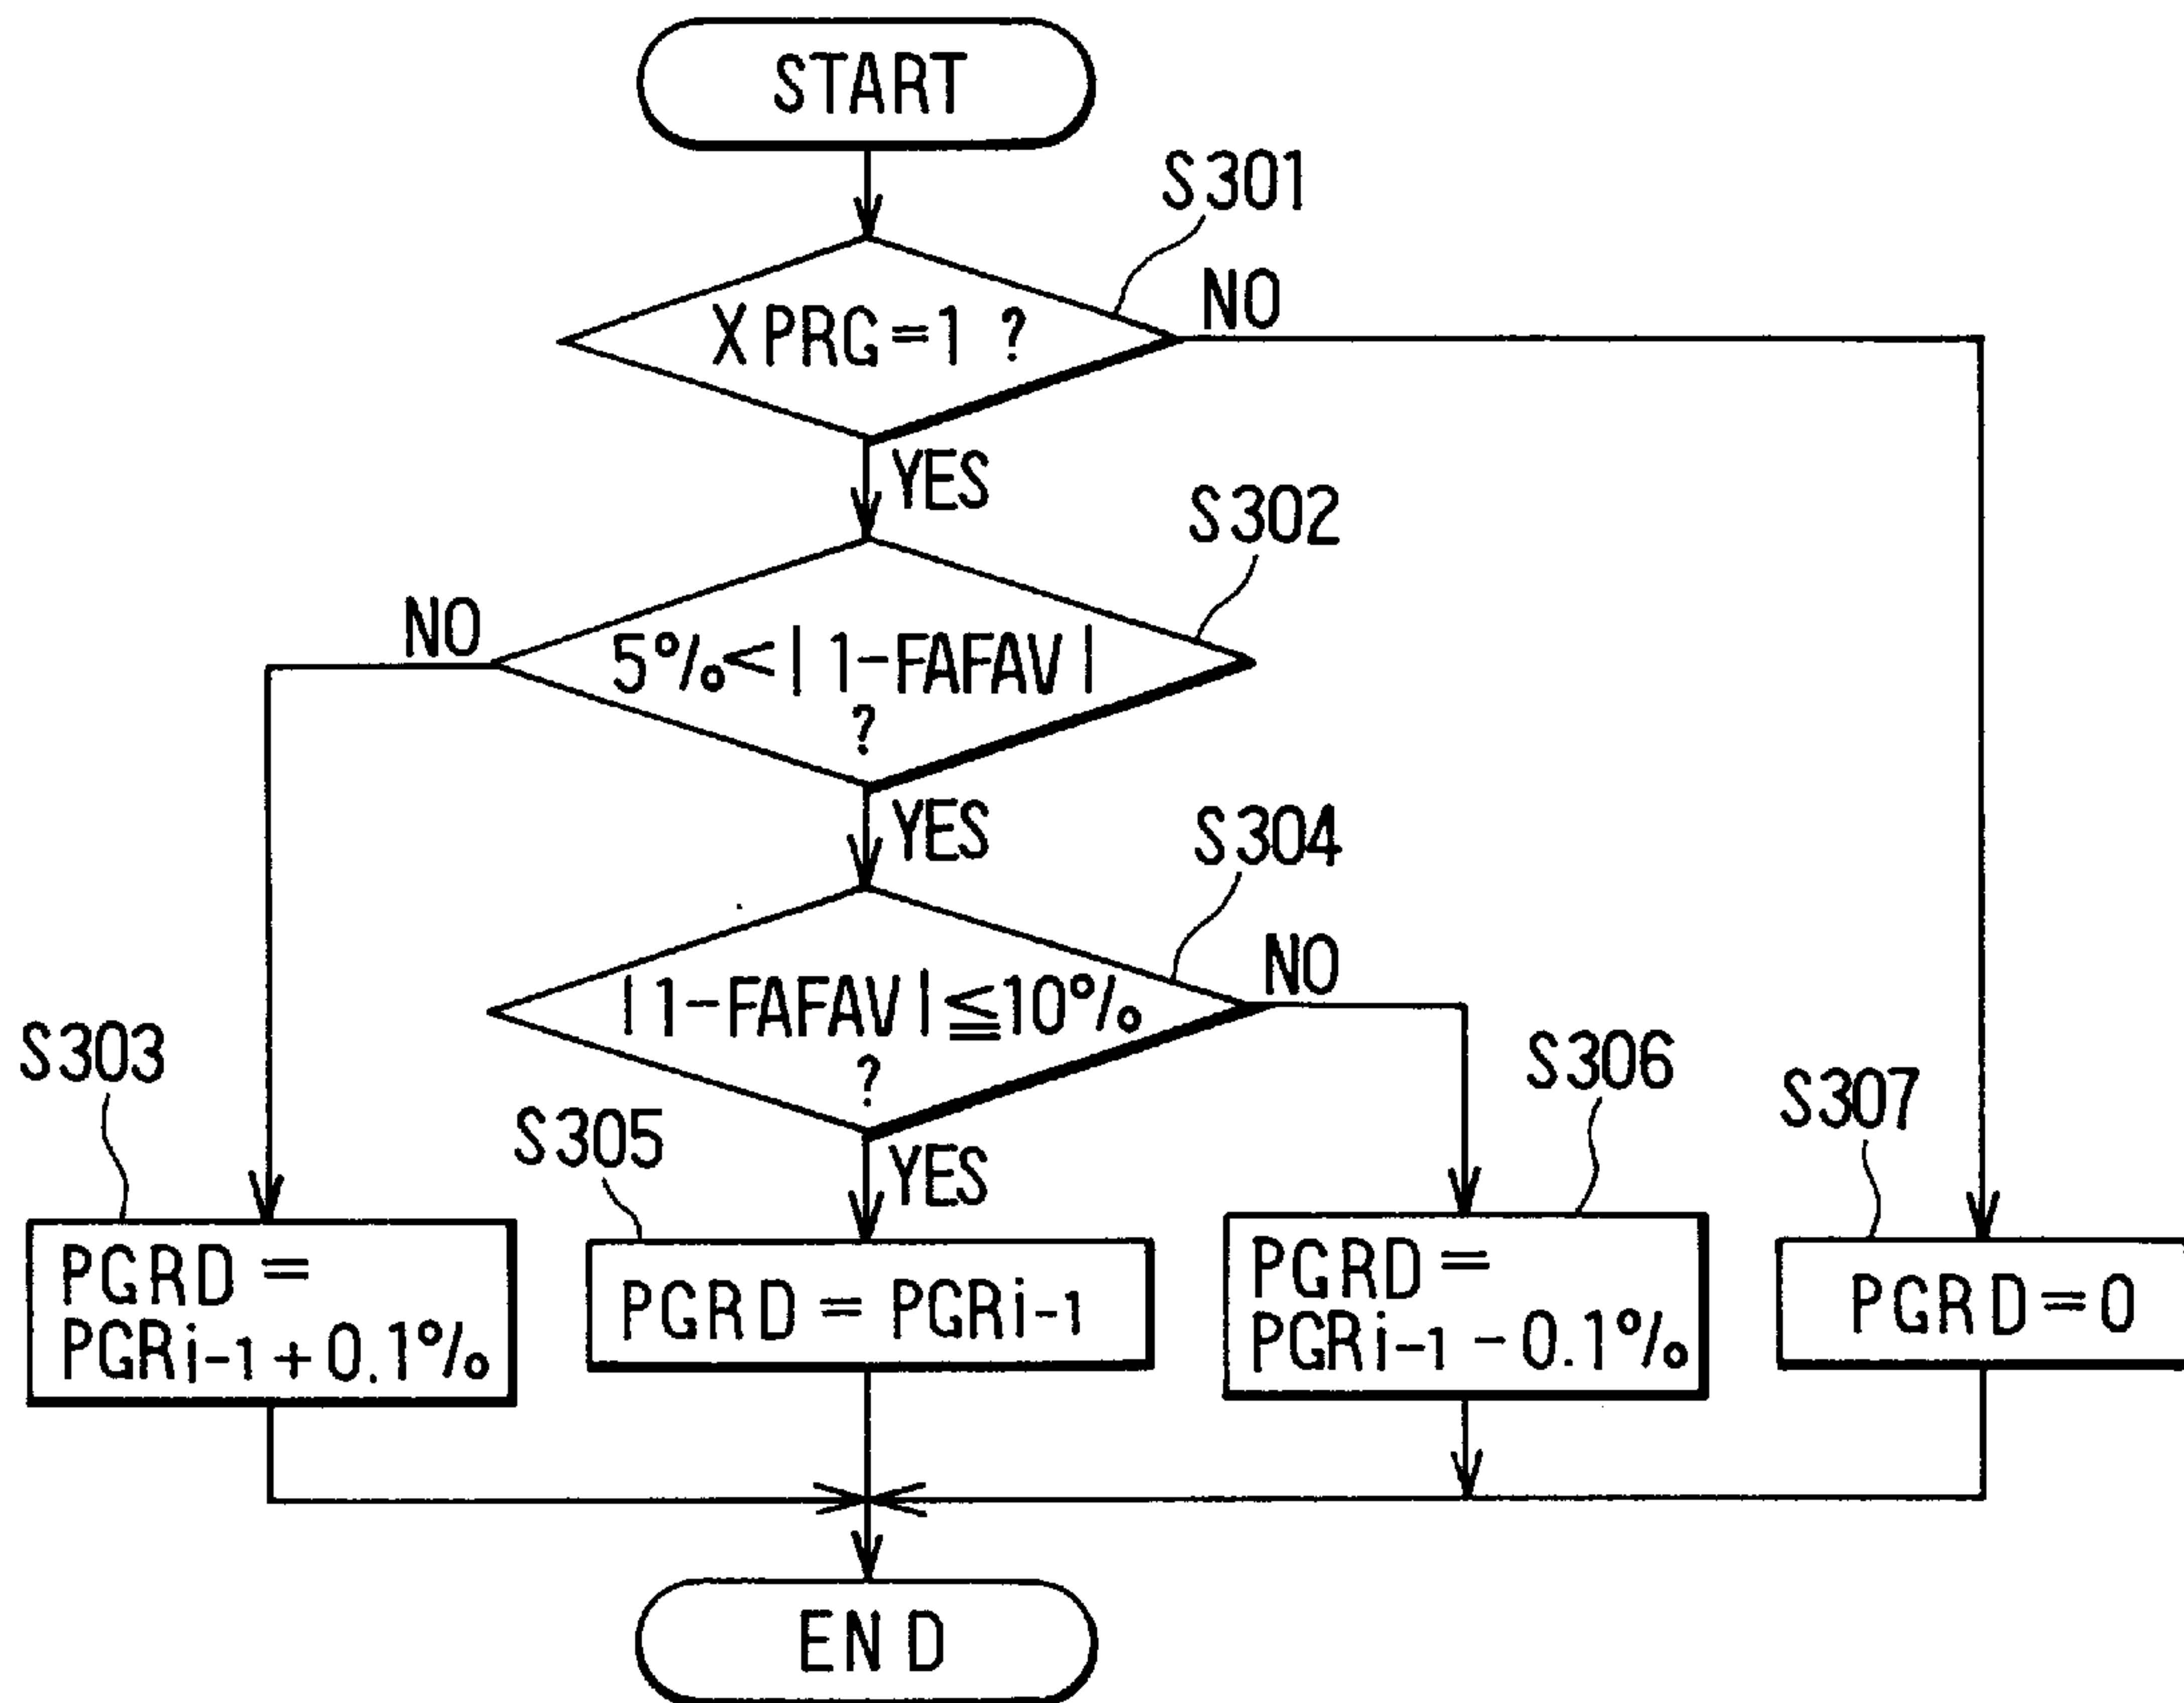 START
S301
XPRG=1 ?
NO
YES
S302
NO
5%<|1-FAFAV|
?
YES
S304
|1-FAFAV|≦10%
?
NO
YES
S303
S305
S306
S307
PGRD=
PGRi-1+0.1%
PGRD=PGRi-1
PGRD=
PGRi-1-0.1%
PGRD=0
END